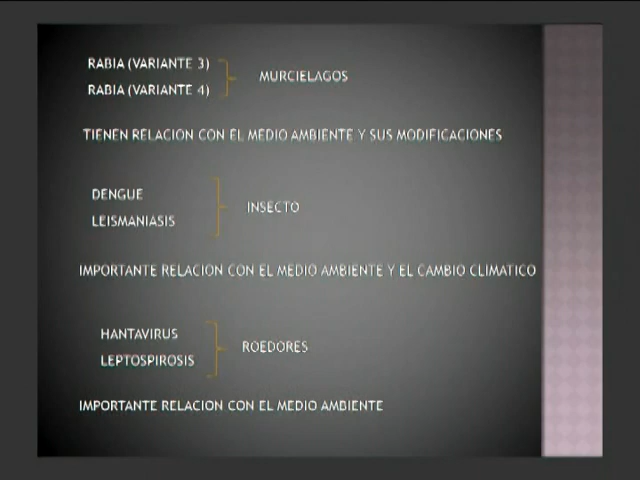 RABIA (VARIANTE 3)
RABIA (VARIANTE 4)
MURCIELAGOS
TIENEN RELACION CON EL MEDIO AMBIENTE Y SUS MODIFICACIONES
DENGUE
LEISMANIASIS
INSECTO
IMPORTANTE RELACION CON EL MEDIO AMBIENTE Y EL CAMBIO CLIMATICO
HANTAVIRUS
LEPTOSPIROSIS
ROEDORES
IMPORTANTE RELACION CON EL MEDIO AMBIENTE